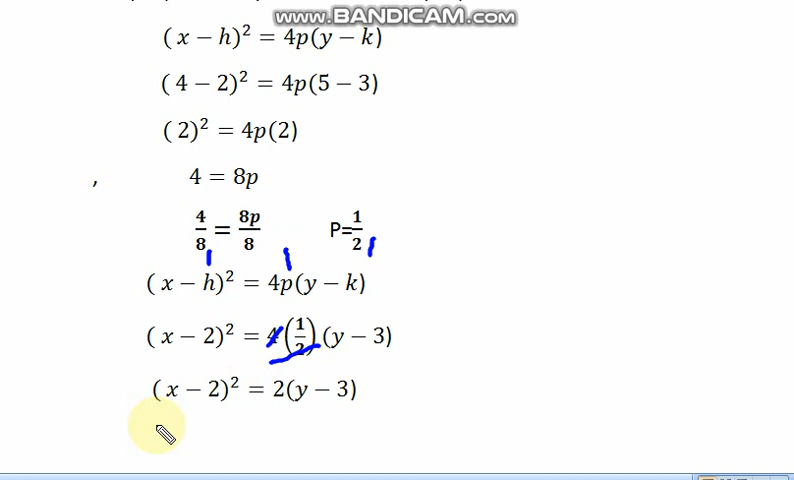 www.BANDICAM.com
(x − h)² = 4p(y − k)
(4 − 2)² = 4p(5 − 3)
(2)² = 4p(2)
, 4 = 8p
4/8 = 8p/8 P=1/2
(x − h)² = 4p(y − k)
(x − 2)² = 4(1/2)(y − 3)
(x − 2)² = 2(y − 3)